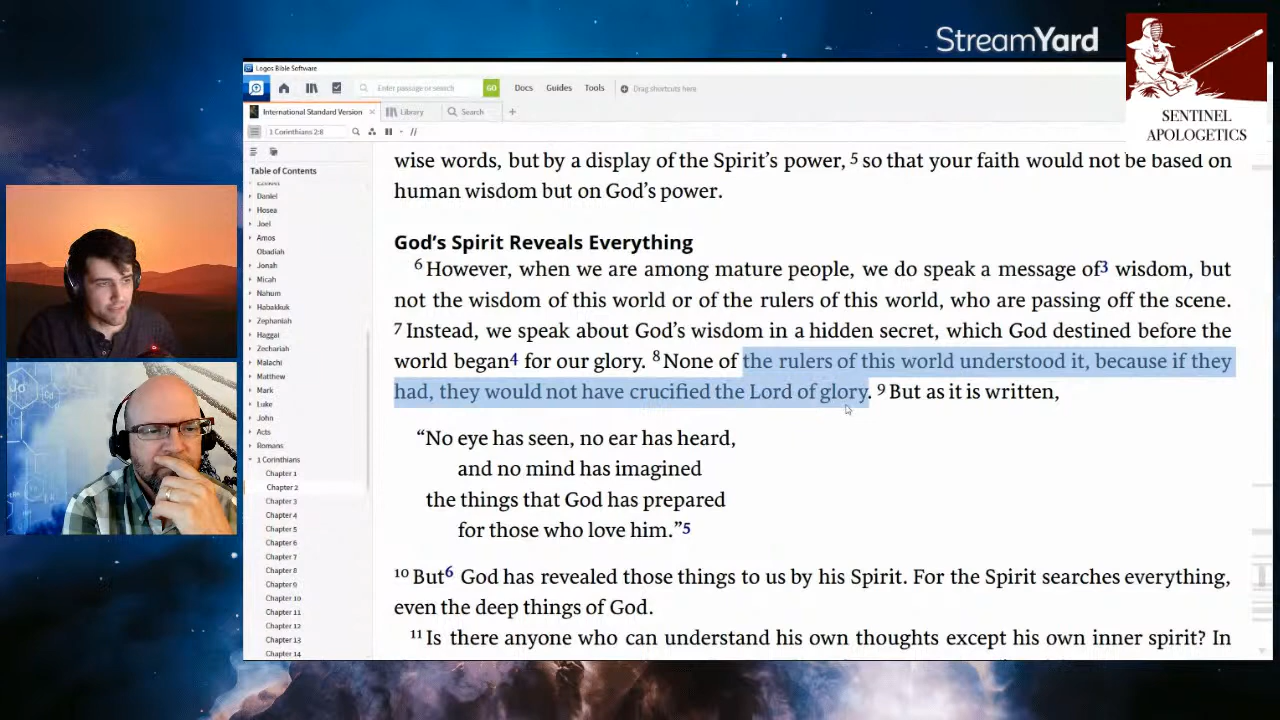 StreamYard
SENTINEL
APOLOGETICS
Logos Bible Software
Enter passage or search GO Docs Guides Tools Drag shortcuts here
International Standard Version Library Search
1 Corinthians 2:8
Table of Contents
Daniel
Hosea
Joel
Amos
Obadiah
Jonah
Micah
Nahum
Habakkuk
Zephaniah
Haggai
Zechariah
Malachi
Matthew
Mark
Luke
John
Acts
Romans
1 Corinthians
Chapter 1
Chapter 2
Chapter 3
Chapter 4
Chapter 5
Chapter 6
Chapter 7
Chapter 8
Chapter 9
Chapter 10
Chapter 11
Chapter 12
Chapter 13
Chapter 14
wise words, but by a display of the Spirit's power, 5 so that your faith would not be based on
human wisdom but on God's power.
God's Spirit Reveals Everything
6 However, when we are among mature people, we do speak a message of3 wisdom, but
not the wisdom of this world or of the rulers of this world, who are passing off the scene.
7 Instead, we speak about God's wisdom in a hidden secret, which God destined before the
world began4 for our glory. 8 None of the rulers of this world understood it, because if they
had, they would not have crucified the Lord of glory. 9 But as it is written,
“No eye has seen, no ear has heard,
and no mind has imagined
the things that God has prepared
for those who love him.”5
10 But6 God has revealed those things to us by his Spirit. For the Spirit searches everything,
even the deep things of God.
11 Is there anyone who can understand his own thoughts except his own inner spirit? In